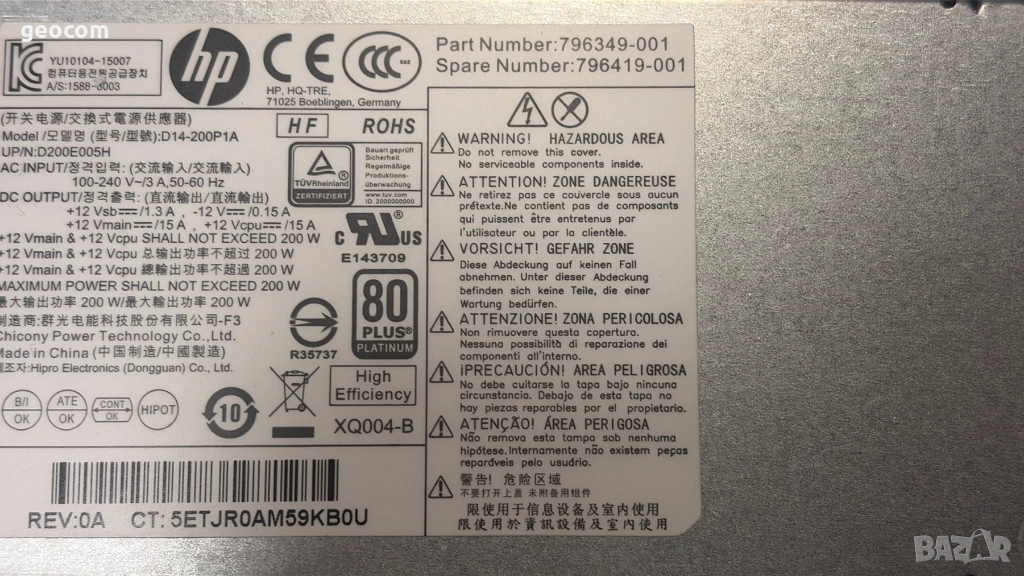 geocom
YU10104-15007
컴퓨터용전원공급장치
A/S:1588-3003
hp
HP, HQ-TRE,
71025 Boeblingen, Germany
Part Number:796349-001
Spare Number:796419-001
(开关电源/交換式電源供應器)
Model /모델명 (型号/型號):D14-200P1A
UP/N:D200E005H
AC INPUT/정격입력: (交流输入/交流輸入)
100-240 V~/3 A,50-60 Hz
DC OUTPUT/정격출력: (直流输出/直流輸出)
+12 Vsb⎓/1.3 A , -12 V⎓/0.15 A
+12 Vmain⎓/15 A , +12 Vcpu⎓/15 A
+12 Vmain & +12 Vcpu SHALL NOT EXCEED 200 W
+12 Vmain & +12 Vcpu 总输出功率不超过 200 W
+12 Vmain & +12 Vcpu 總輸出功率不超過 200 W
MAXIMUM POWER SHALL NOT EXCEED 200 W
最大输出功率 200 W/最大輸出功率 200 W
制造商:群光电能科技股份有限公司-F3
Chicony Power Technology Co.,Ltd.
Made in China (中国制造/中國製造)
제조자:Hipro Electronics (Dongguan) Co., Ltd.
HF ROHS
TÜVRheinland
ZERTIFIZIERT
Bauart geprüft
Sicherheit
Regelmäßige
Produktions-
überwachung
www.tuv.com
ID 2000000000
C US
E143709
R35737
80
PLUS®
PLATINUM
High
Efficiency
XQ004-B
B/I
OK
ATE
OK
CONT
OK
HIPOT
10
REV:0A CT: 5ETJR0AM59KB0U
WARNING! HAZARDOUS AREA
Do not remove this cover.
No serviceable components inside.
ATTENTION! ZONE DANGEREUSE
Ne retirez pas ce couvercle sous aucun
prétexte.Ne contient pas de composants
qui puissent être entretenus par
l'utilisateur ou par la clientèle.
VORSICHT! GEFAHR ZONE
Diese Abdeckung auf keinen Fall
abnehmen. Unter dieser Abdeckung
befinden sich keine Teile, die einer
Wartung bedürfen.
ATTENZIONE! ZONA PERICOLOSA
Non rimuovere questa copertura.
Nessuna possibilità di reparazione dei
componenti all'interno.
¡PRECAUCIÓN! AREA PELIGROSA
No debe cuitarse la tapa bajo ninguna
circunstancia. Debajo de esta tapa no
hay piezas reparables por el propietario.
ATENÇÃO! ÁREA PERIGOSA
Não remova esta tampa sob nenhuma
hipótese.Internamente não existem peças
reparáveis pelo usuário.
警告! 危险区域
不要打开上盖 未附备用组件
限使用于信息设备及室内使用
限使用於資訊設備及室內使用
BAZAR